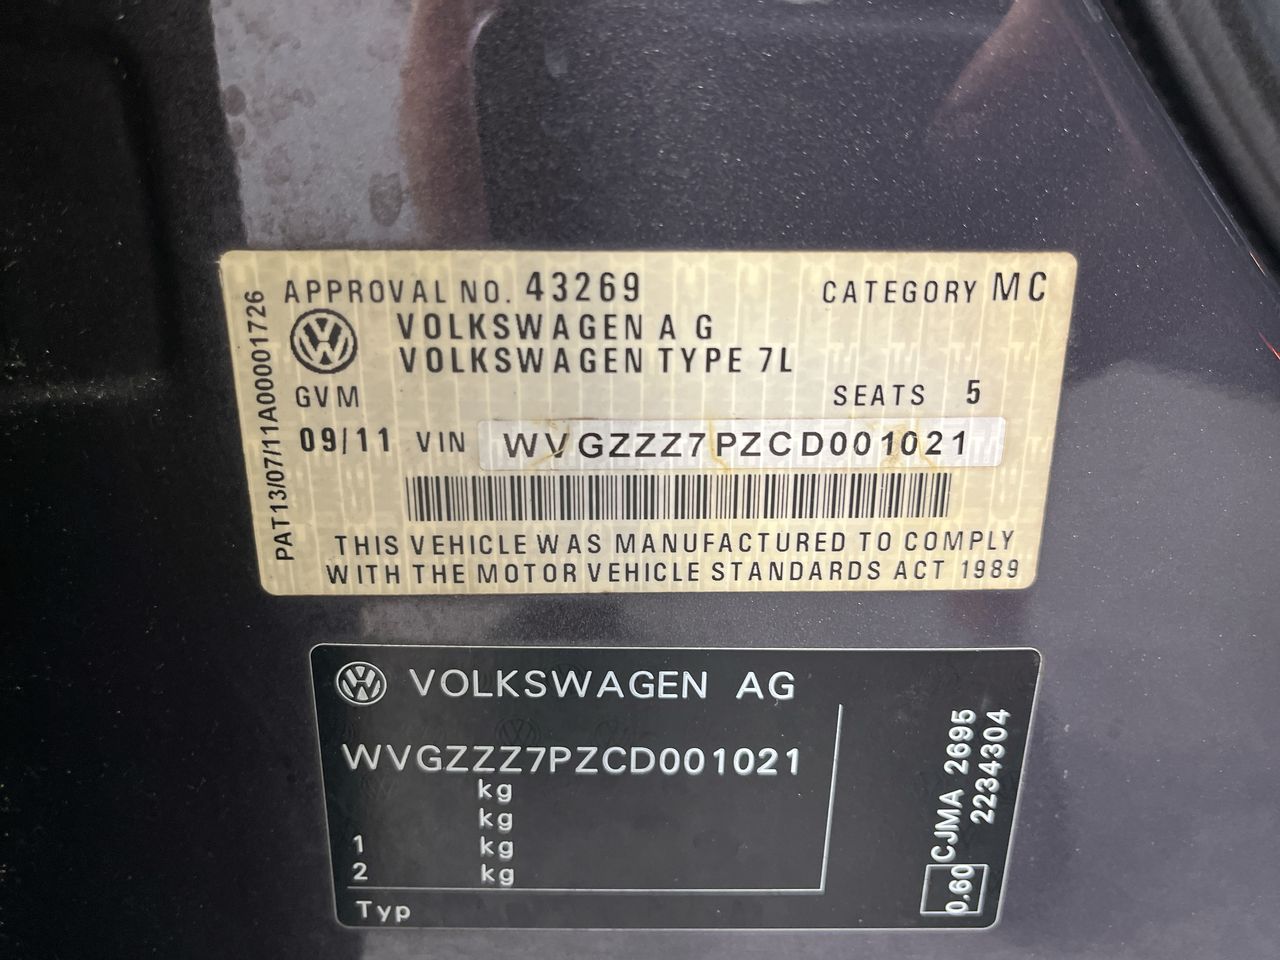 APPROVAL NO. 43269 CATEGORY MC
VOLKSWAGEN A G
VOLKSWAGEN TYPE 7L
GVM SEATS 5
09/11 VIN WVGZZZ7PZCD001021
THIS VEHICLE WAS MANUFACTURED TO COMPLY
WITH THE MOTOR VEHICLE STANDARDS ACT 1989
PAT13/07/11A00001726
VOLKSWAGEN AG
WVGZZZ7PZCD001021
kg
kg
1 kg
2 kg
Typ
0.60 CJMA 2695
2234304